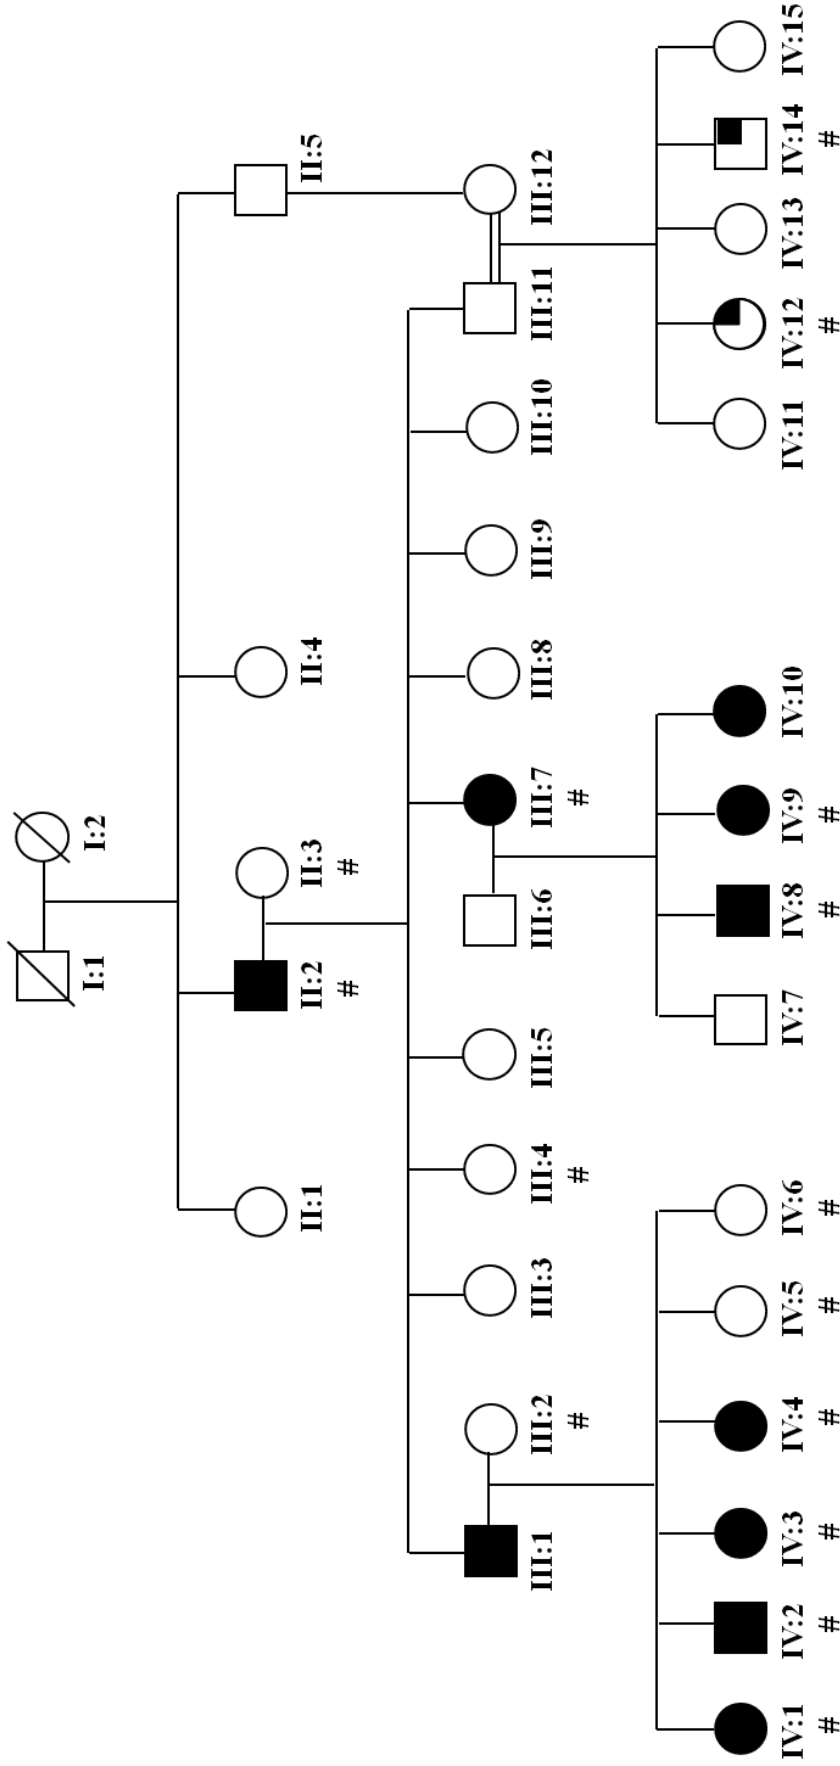 I:1 I:2
II:1 II:2 II:3 II:4 II:5
# #
III:1 III:2 III:3 III:4 III:5 III:6 III:7 III:8 III:9 III:10 III:11 III:12
# # #
IV:1 IV:2 IV:3 IV:4 IV:5 IV:6 IV:7 IV:8 IV:9 IV:10 IV:11 IV:12 IV:13 IV:14 IV:15
# # # # # # # # # #